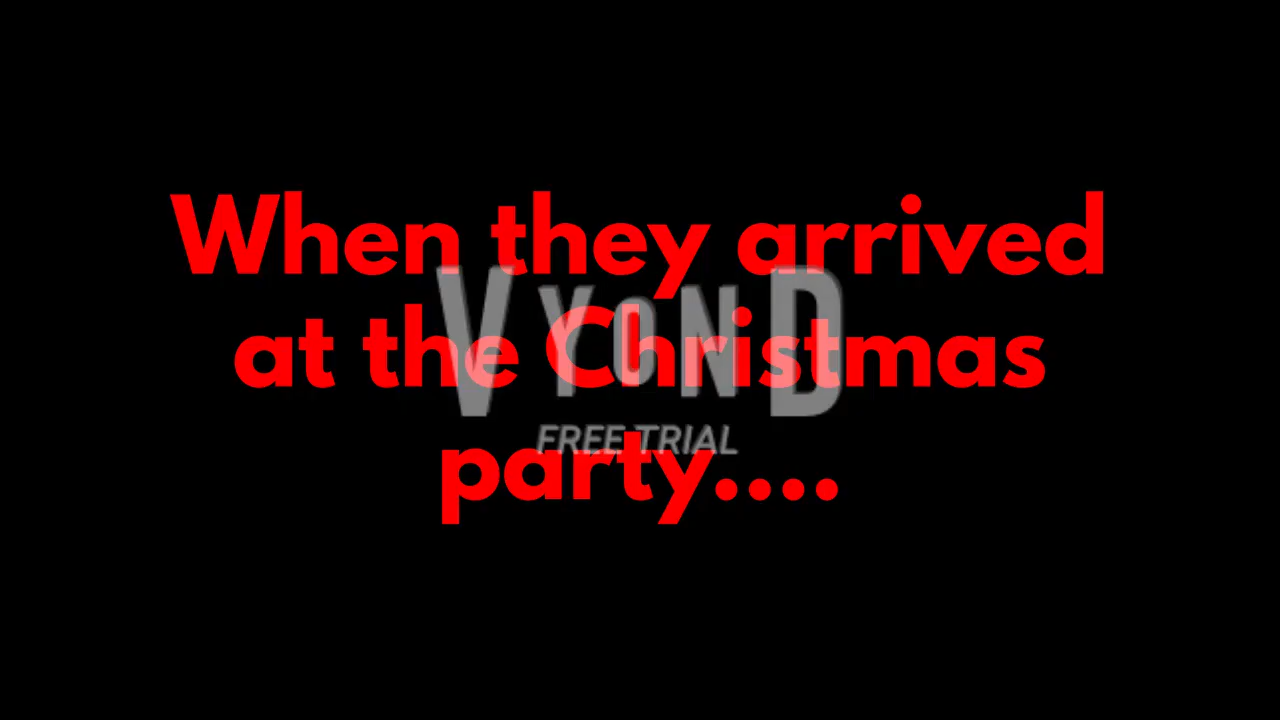 When they arrived
at the Christmas
party....
VYOND
FREE TRIAL